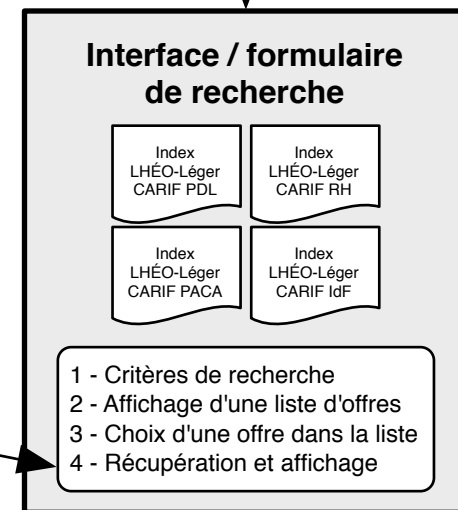 Interface / formulaire
de recherche
Index
LHÉO-Léger
CARIF PDL
Index
LHÉO-Léger
CARIF RH
Index
LHÉO-Léger
CARIF PACA
Index
LHÉO-Léger
CARIF IdF
1 - Critères de recherche
2 - Affichage d'une liste d'offres
3 - Choix d'une offre dans la liste
4 - Récupération et affichage